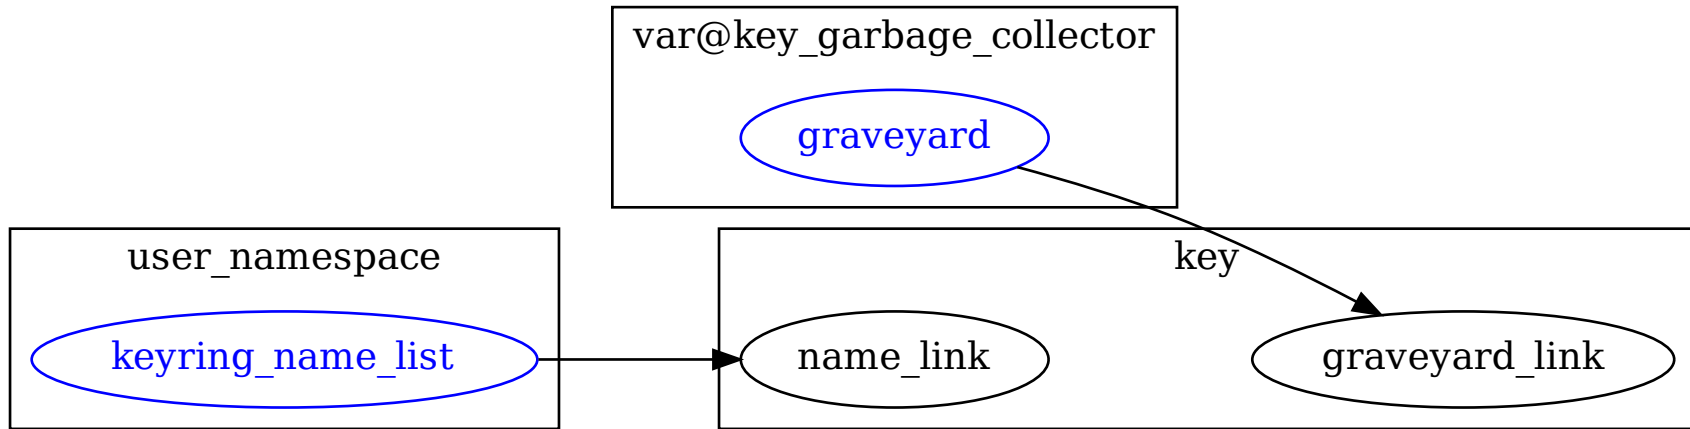 var@key_garbage_collector
graveyard
user_namespace
key
keyring_name_list
name_link
graveyard_link